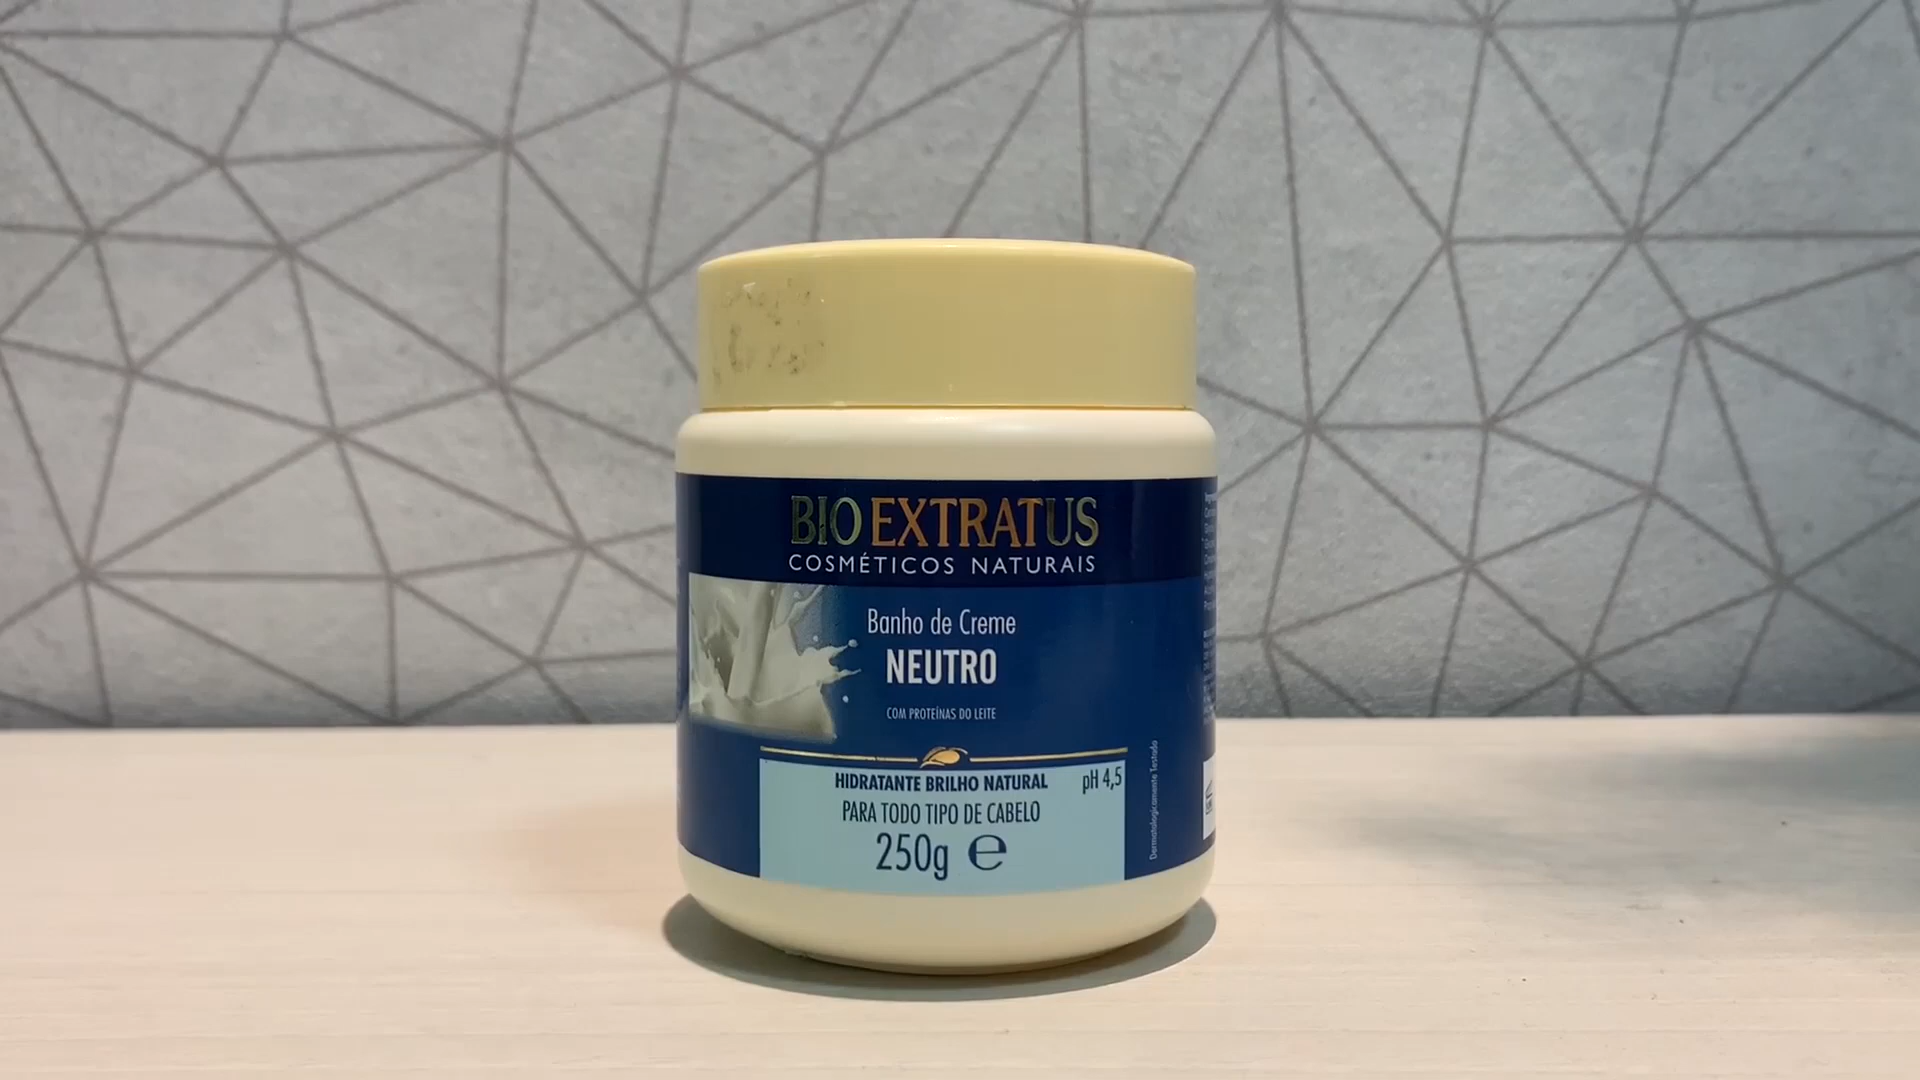 BIO EXTRATUS
COSMÉTICOS NATURAIS
Banho de Creme
NEUTRO
COM PROTEÍNAS DO LEITE
HIDRATANTE BRILHO NATURAL
pH 4,5
PARA TODO TIPO DE CABELO
250g ℮
Dermatologicamente Testado